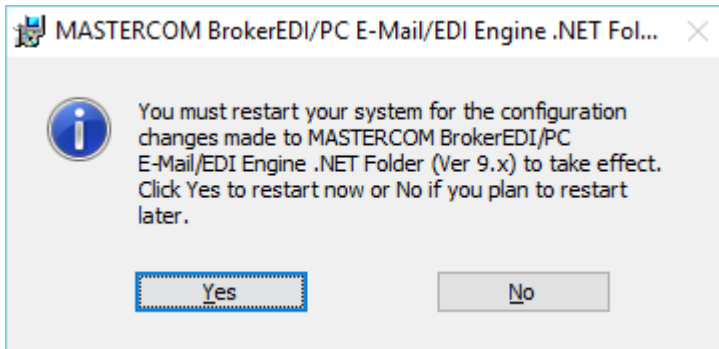 MASTERCOM BrokerEDI/PC E-Mail/EDI Engine .NET Fol...
You must restart your system for the configuration
changes made to MASTERCOM BrokerEDI/PC
E-Mail/EDI Engine .NET Folder (Ver 9.x) to take effect.
Click Yes to restart now or No if you plan to restart
later.
Yes
No